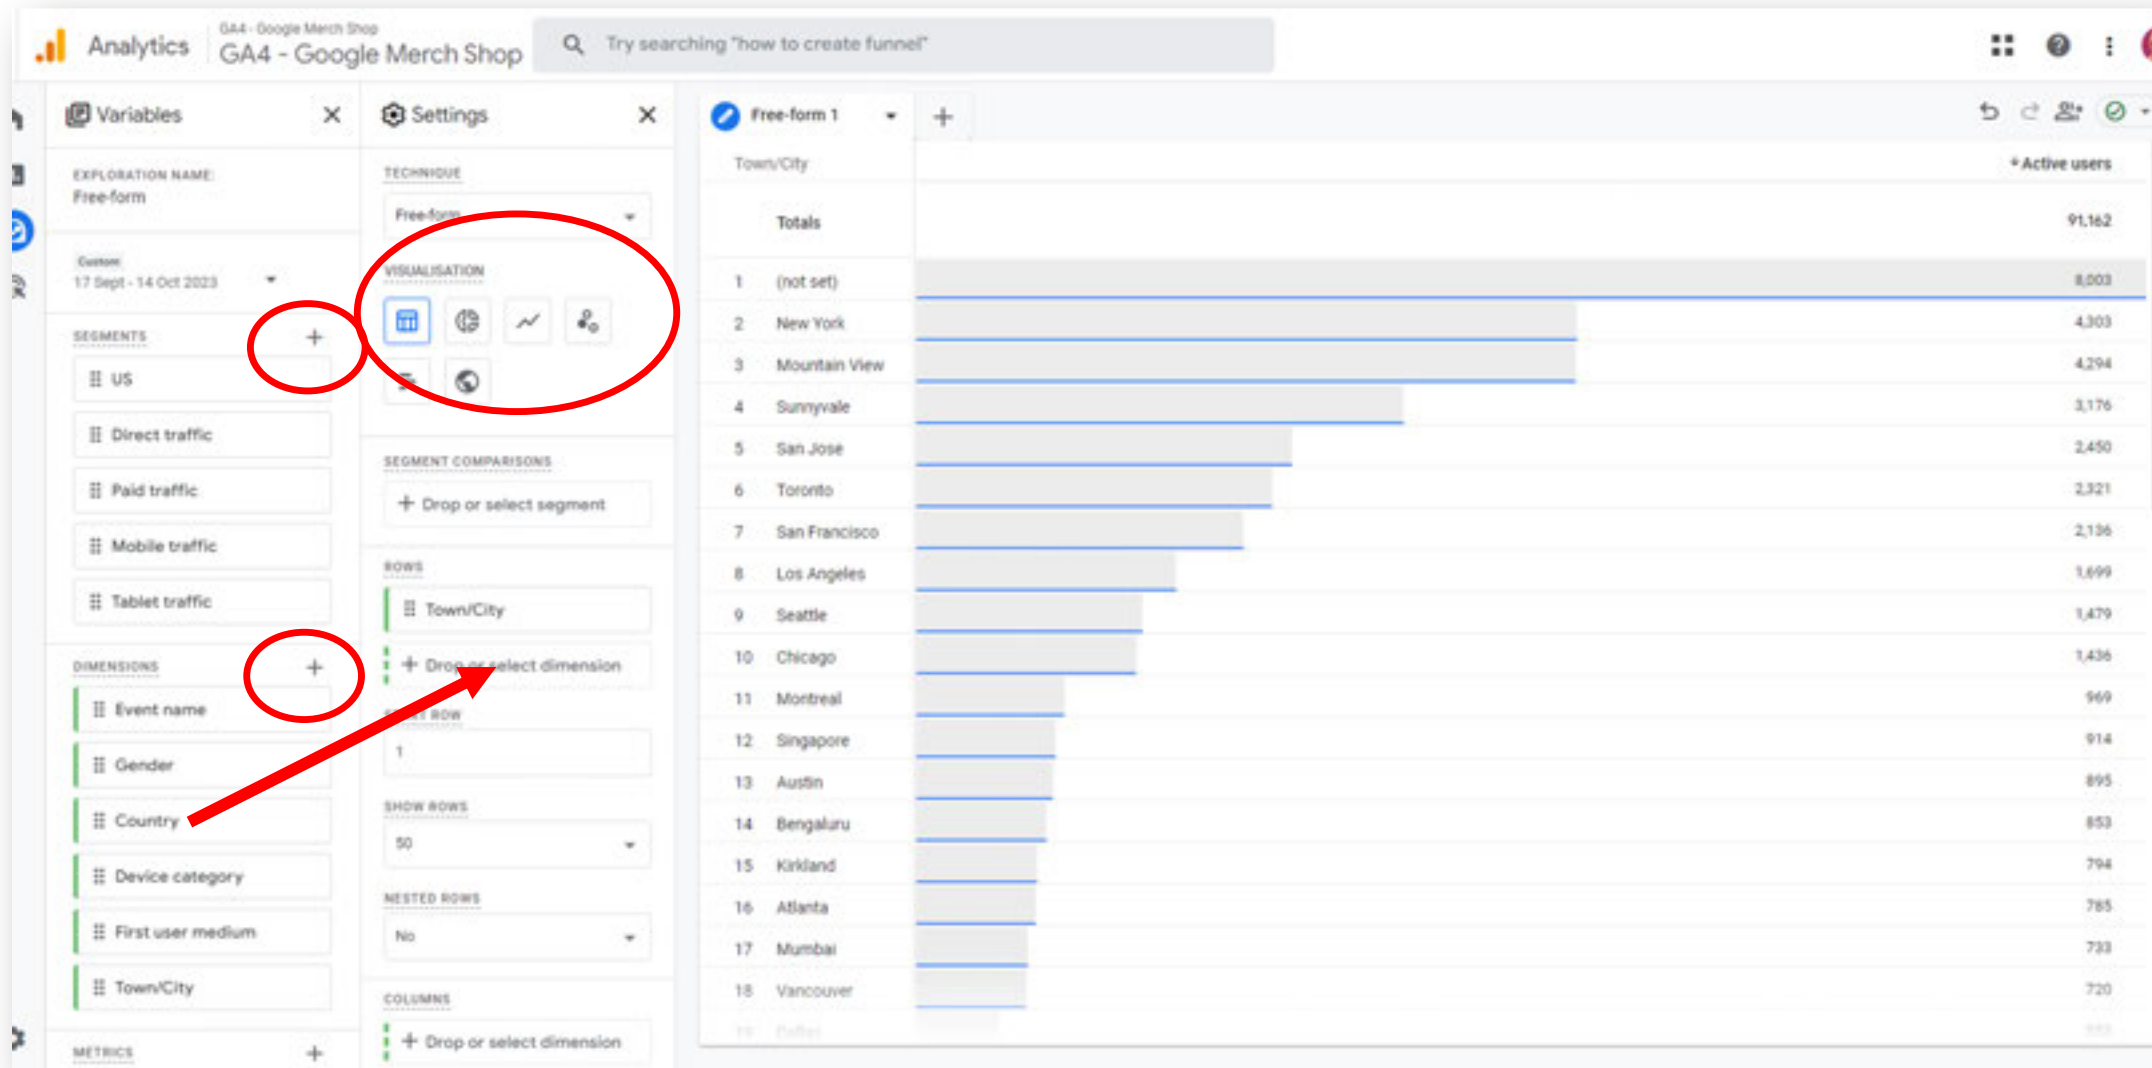 GA4 - Google Merch Shop
Analytics
GA4 - Google Merch Shop
Try searching "how to create funnel"
Variables
EXPLORATION NAME:
Free-form
Custom
17 Sept - 14 Oct 2023
SEGMENTS
US
Direct traffic
Paid traffic
Mobile traffic
Tablet traffic
DIMENSIONS
Event name
Gender
Country
Device category
First user medium
Town/City
METRICS
Settings
TECHNIQUE
Free-form
VISUALISATION
SEGMENT COMPARISONS
Drop or select segment
ROWS
Town/City
Drop or select dimension
START ROW
1
SHOW ROWS
50
NESTED ROWS
No
COLUMNS
Drop or select dimension
Free-form 1
Town/City Active users
Totals 91,162
1 (not set) 8,003
2 New York 4,303
3 Mountain View 4,294
4 Sunnyvale 3,176
5 San Jose 2,450
6 Toronto 2,321
7 San Francisco 2,136
8 Los Angeles 1,699
9 Seattle 1,479
10 Chicago 1,436
11 Montreal 969
12 Singapore 914
13 Austin 895
14 Bengaluru 853
15 Kirkland 794
16 Atlanta 785
17 Mumbai 733
18 Vancouver 720
19 Dallas